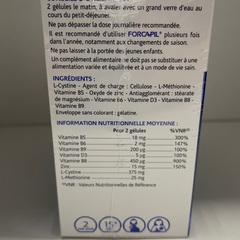 2 gélules le matin, à avaler avec un grand verre d'eau au
cours du petit-déjeuner.
Ne pas dépasser la dose journalière recommandée.
Il est recommandé d'utiliser FORCAPIL® plusieurs fois
dans l'année, notamment aux changements de saison.
Ne pas laisser à la portée des jeunes enfants.
Un complément alimentaire ne doit pas se substituer à une
alimentation variée et équilibrée et à un mode de vie sain.
INGRÉDIENTS :
L-Cystine - Agent de charge : Cellulose - L-Méthionine -
Vitamine B5 - Oxyde de zinc - Antiagglomérant : stéarate
de magnésium - Vitamine B6 - Vitamine D3 - Vitamine B8 -
Vitamine B9.
Enveloppe sans colorant : gélatine.
INFORMATION NUTRITIONNELLE MOYENNE :
Pour 2 gélules %VNR⁽¹⁾
Vitamine B5 18 mg 300%
Vitamine B6 2 mg 147%
Vitamine B9 200 µg 100%
Vitamine D3 5 µg 100%
Vitamine B8 450 µg 900%
Zinc 15 mg 150%
L-Cystine 375 mg
L-Méthionine 25 mg
⁽¹⁾VNR : Valeurs Nutritionnelles de Référence
2